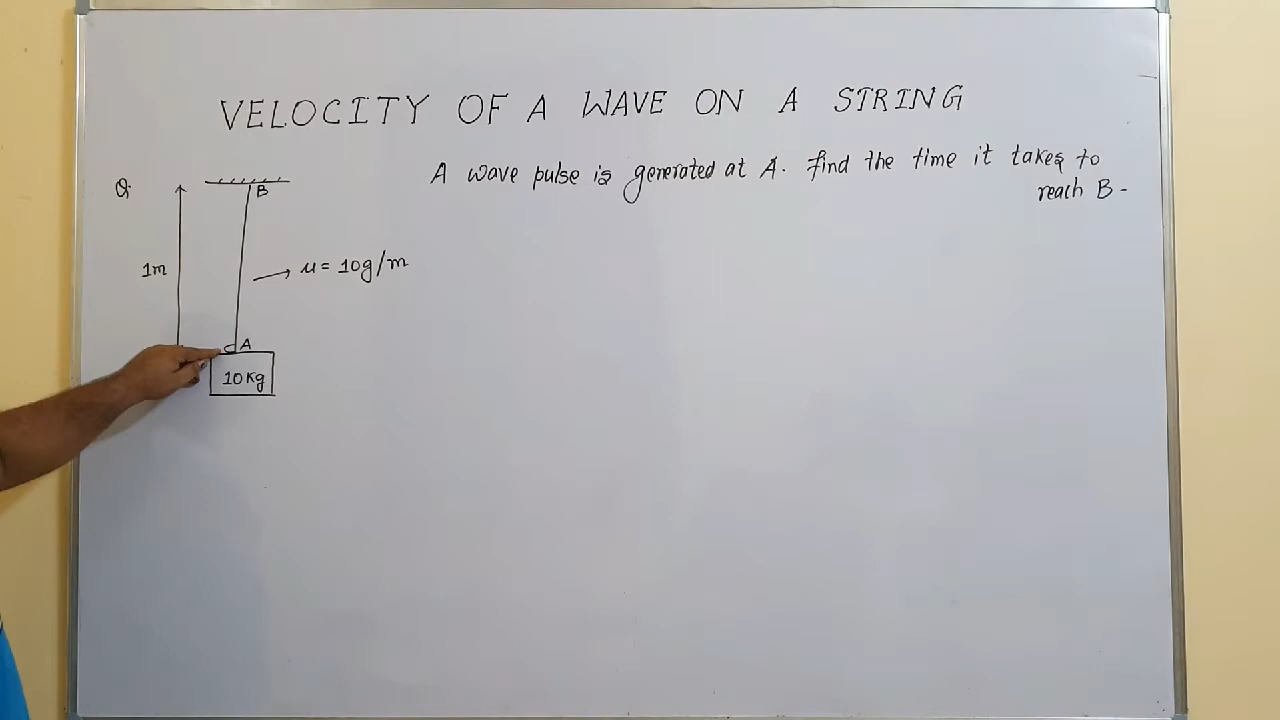 VELOCITY OF A WAVE ON A STRING
A wave pulse is generated at A. find the time it takes to
reach B -
Q
B
1m
μ = 10g/m
A
10Kg